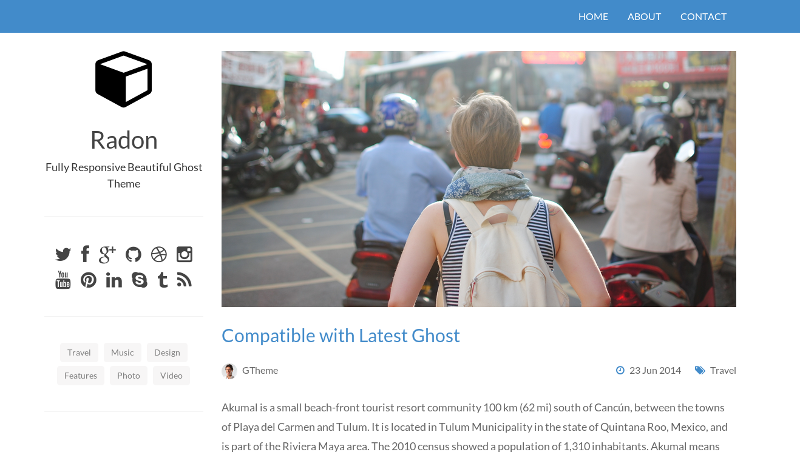 HOME ABOUT CONTACT
Radon
Fully Responsive Beautiful Ghost
Theme
Travel Music Design
Features Photo Video
Compatible with Latest Ghost
GTheme 23 Jun 2014 Travel
Akumal is a small beach-front tourist resort community 100 km (62 mi) south of Cancún, between the towns
of Playa del Carmen and Tulum. It is located in Tulum Municipality in the state of Quintana Roo, Mexico, and
is part of the Riviera Maya area. The 2010 census showed a population of 1,310 inhabitants. Akumal means